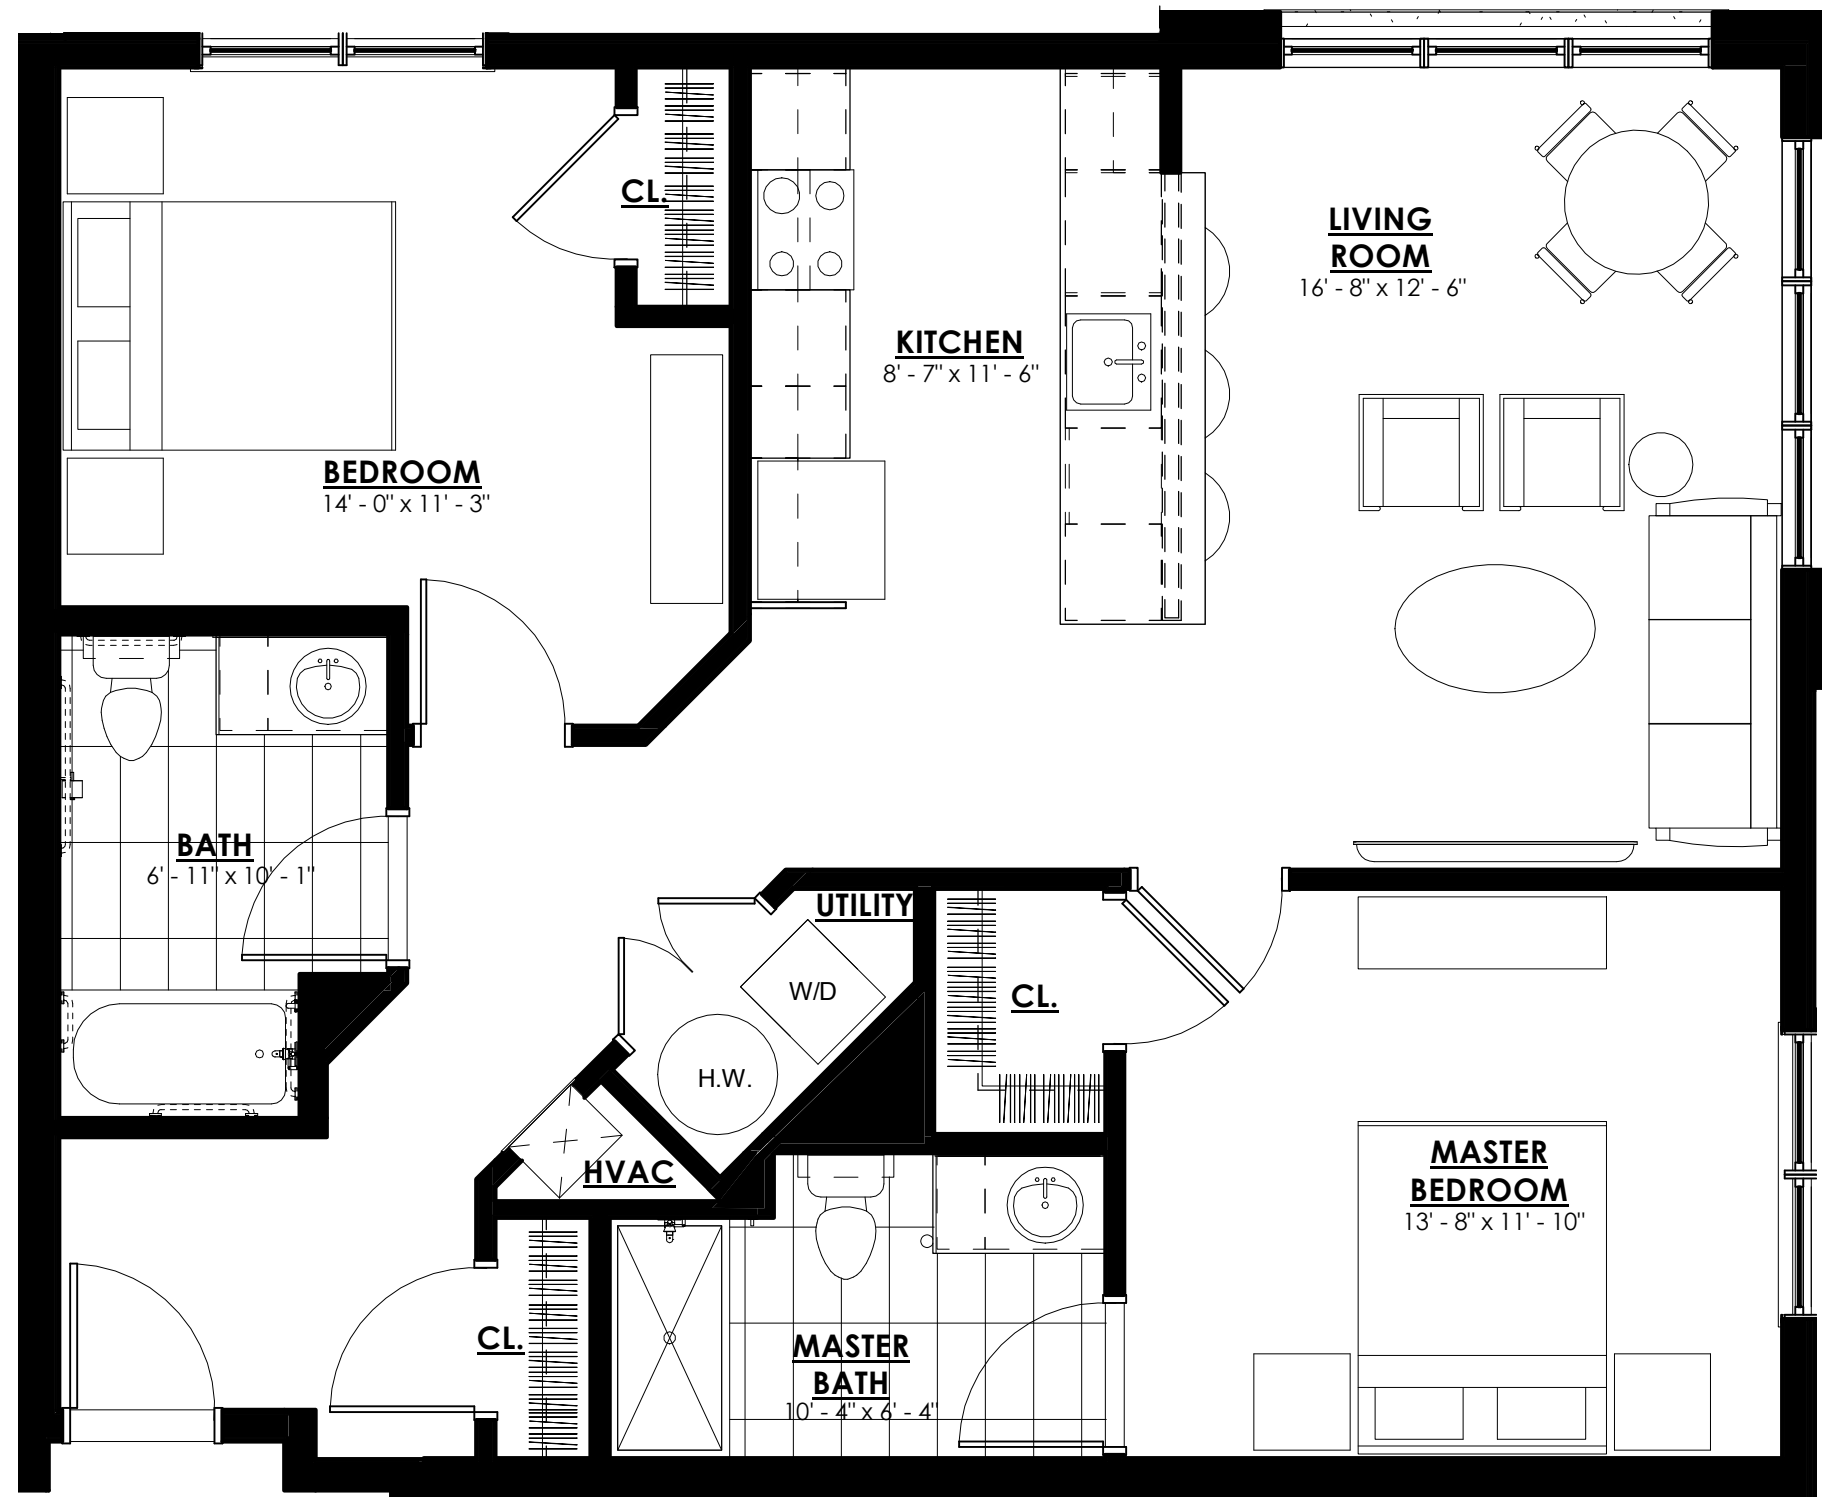 CL.
LIVING
ROOM
16' - 8" x 12' - 6"
KITCHEN
8' - 7" x 11' - 6"
BEDROOM
14' - 0" x 11' - 3"
BATH
6' - 11" x 10' - 1"
UTILITY
W/D
CL.
H.W.
HVAC
MASTER
BEDROOM
13' - 8" x 11' - 10"
CL.
MASTER
BATH
10' - 4" x 6' - 4"